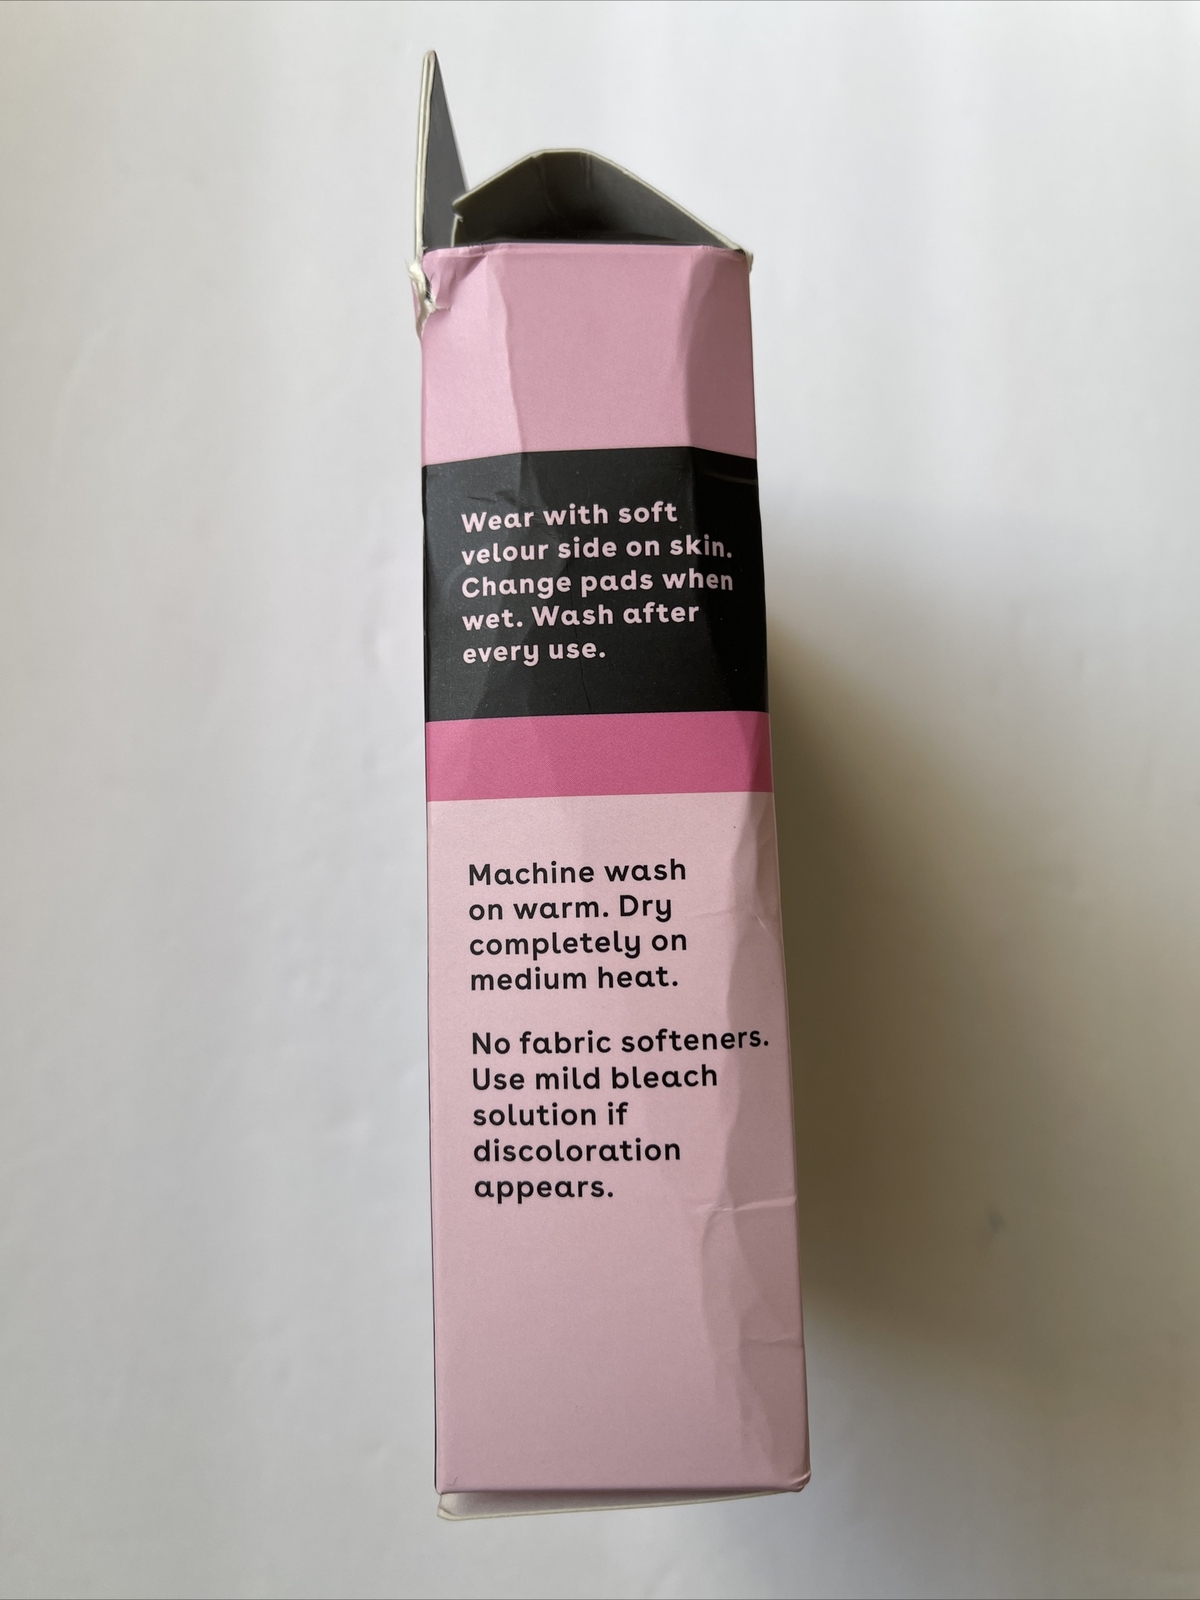 Wear with soft
velour side on skin.
Change pads when
wet. Wash after
every use.
Machine wash
on warm. Dry
completely on
medium heat.
No fabric softeners.
Use mild bleach
solution if
discoloration
appears.